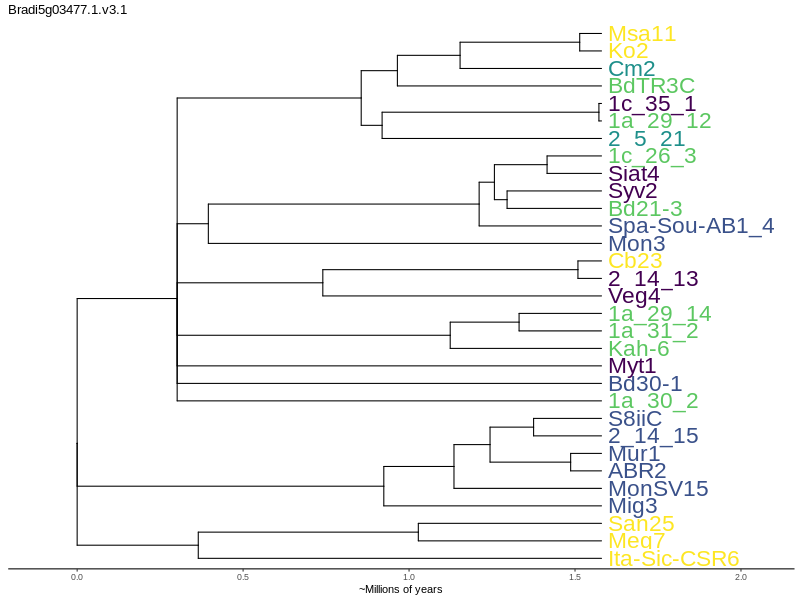 Bradi5g03477.1.v3.1
Msa11
Ko2
Cm2
BdTR3C
1c_35_1
1a_29_12
2_5_21
1c_26_3
Siat4
Syv2
Bd21-3
Spa-Sou-AB1_4
Mon3
Cb23
2_14_13
Veg4
1a_29_14
1a_31_2
Kah-6
Myt1
Bd30-1
1a_30_2
S8iiC
2_14_15
Mur1
ABR2
MonSV15
Mig3
San25
Meg7
Ita-Sic-CSR6
0.0 0.5 1.0 1.5 2.0
~Millions of years